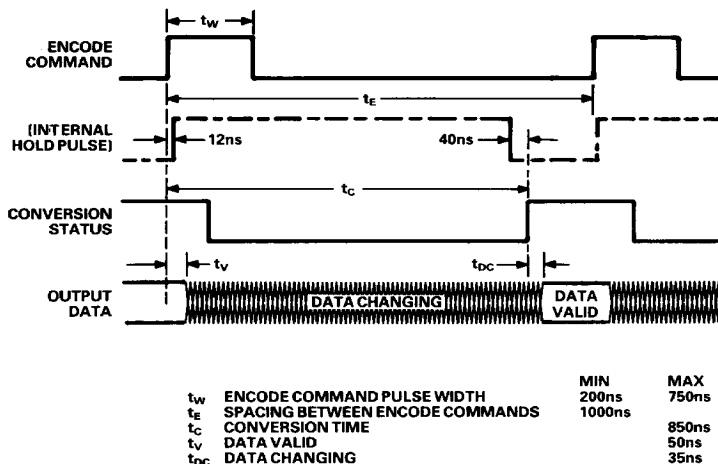 tW
ENCODE
COMMAND
tE
(INTERNAL
HOLD PULSE)
12ns
40ns
tC
CONVERSION
STATUS
tV
tDC
OUTPUT
DATA
DATA CHANGING
DATA
VALID
MIN MAX
tW ENCODE COMMAND PULSE WIDTH 200ns 750ns
tE SPACING BETWEEN ENCODE COMMANDS 1000ns
tC CONVERSION TIME 850ns
tV DATA VALID 50ns
tDC DATA CHANGING 35ns